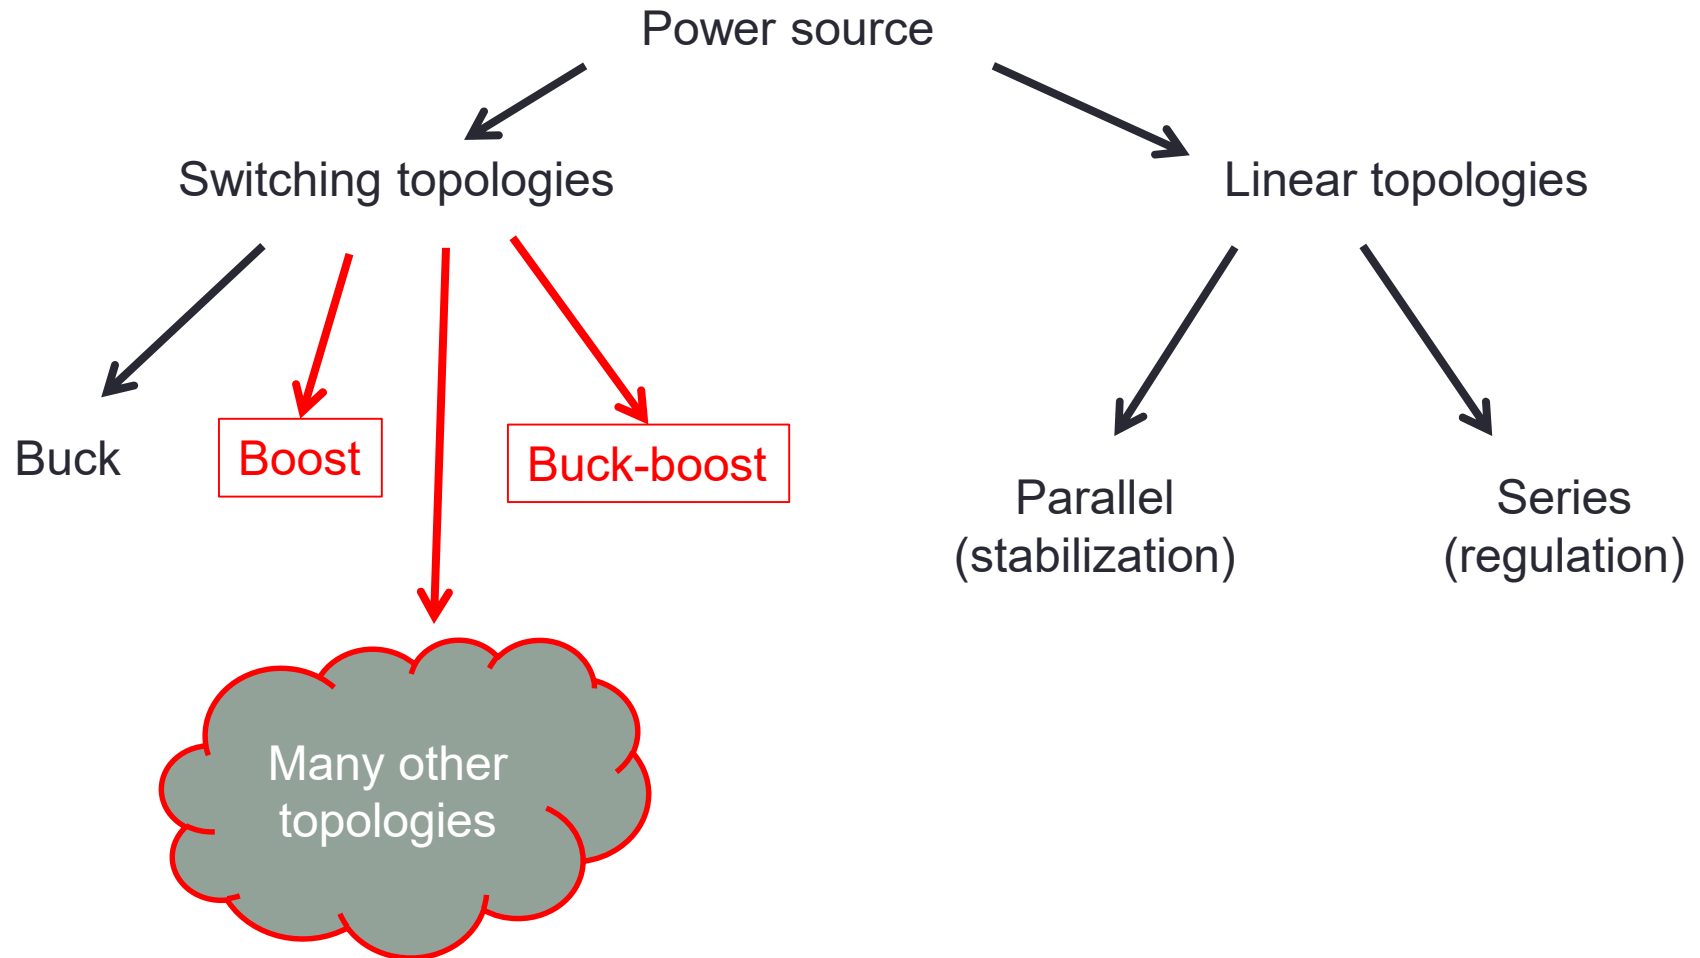 Power source
Switching topologies
Linear topologies
Buck
Boost
Buck-boost
Parallel
(stabilization)
Series
(regulation)
Many other
topologies